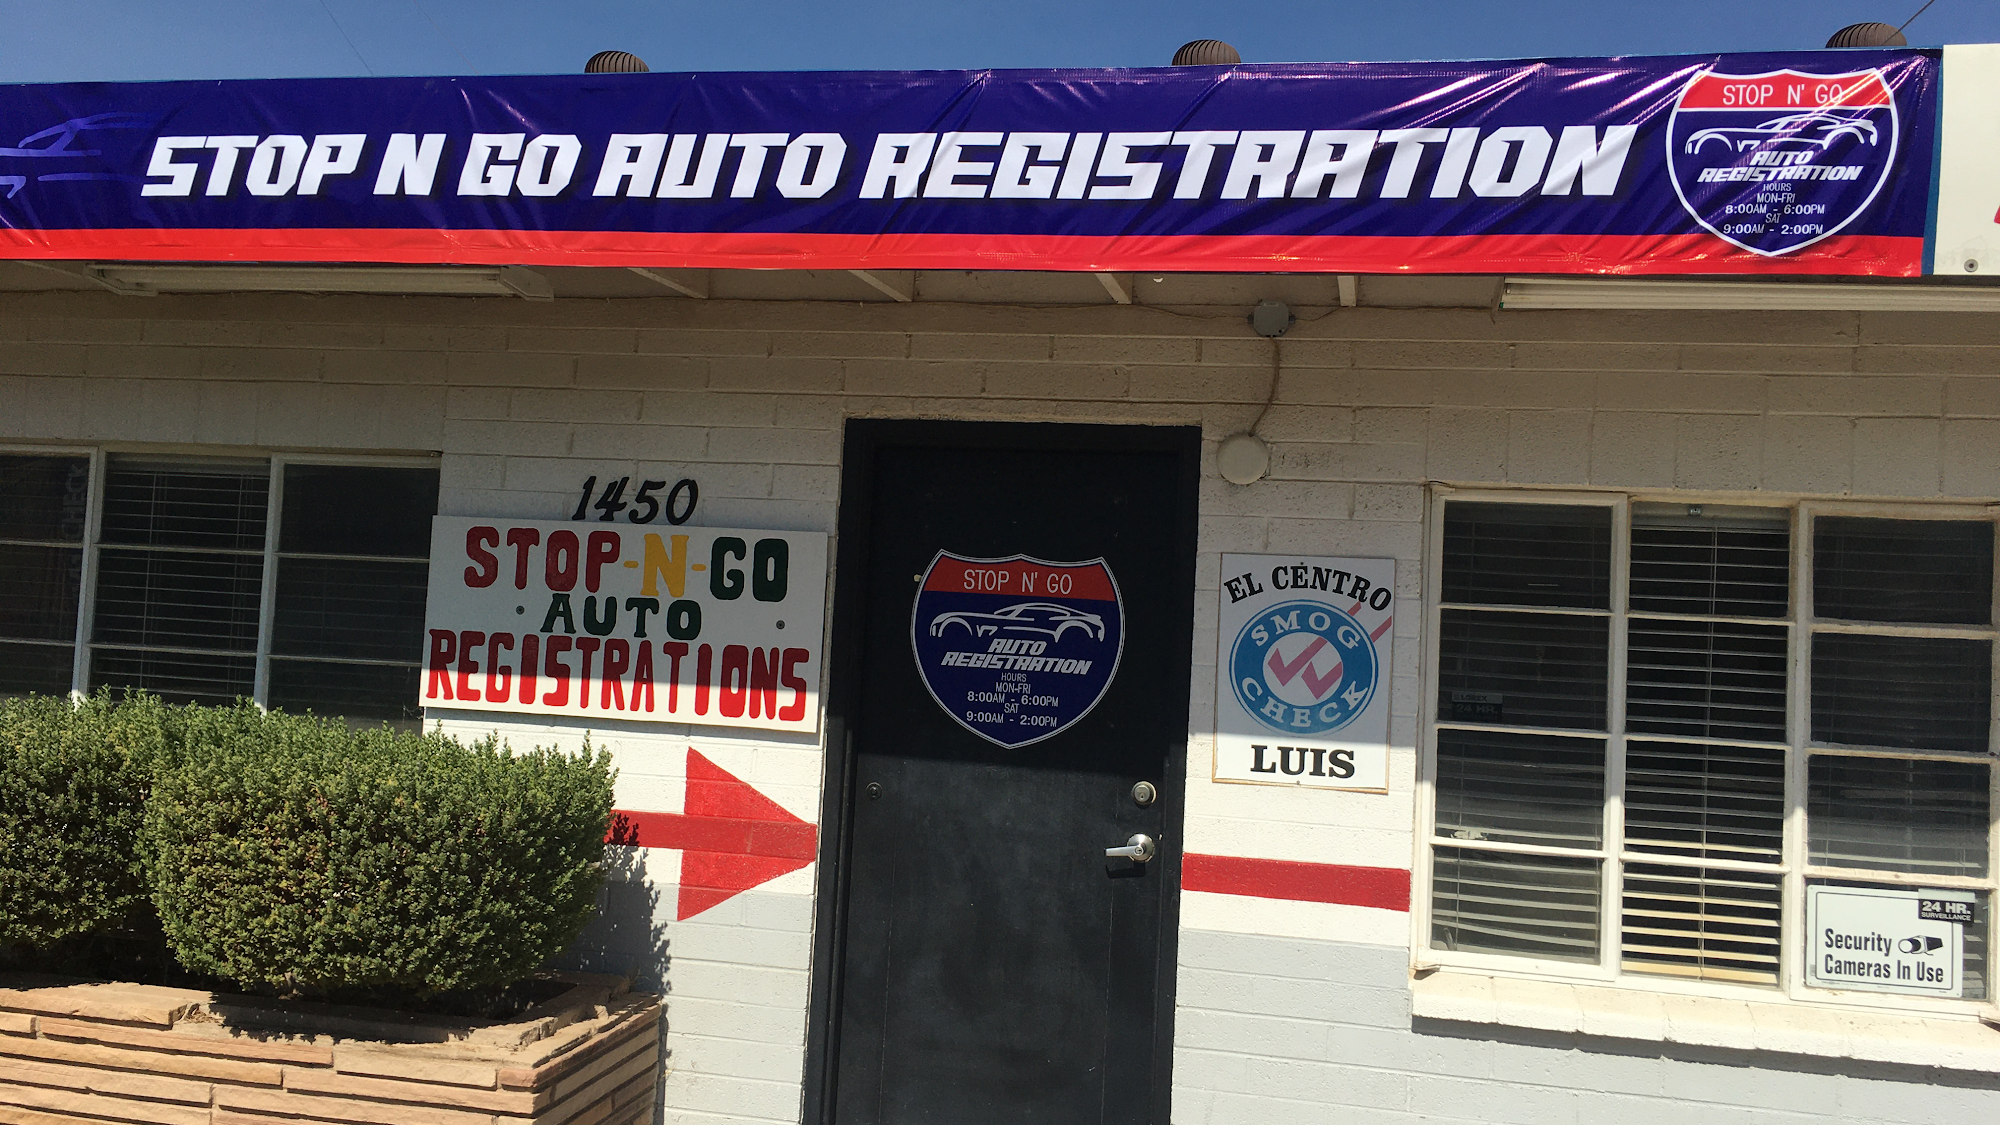 STOP N GO AUTO REGISTRATION
STOP N' GO
AUTO
REGISTRATION
HOURS
MON-FRI
8:00AM - 6:00PM
SAT
9:00AM - 2:00PM
1450
STOP-N-GO
AUTO
REGISTRATIONS
STOP N' GO
AUTO
REGISTRATION
HOURS
MON-FRI
8:00AM - 6:00PM
SAT
9:00AM - 2:00PM
EL CENTRO
SMOG
CHECK
LUIS
24 HR.
24 HR.
SURVEILLANCE
Security
Cameras In Use